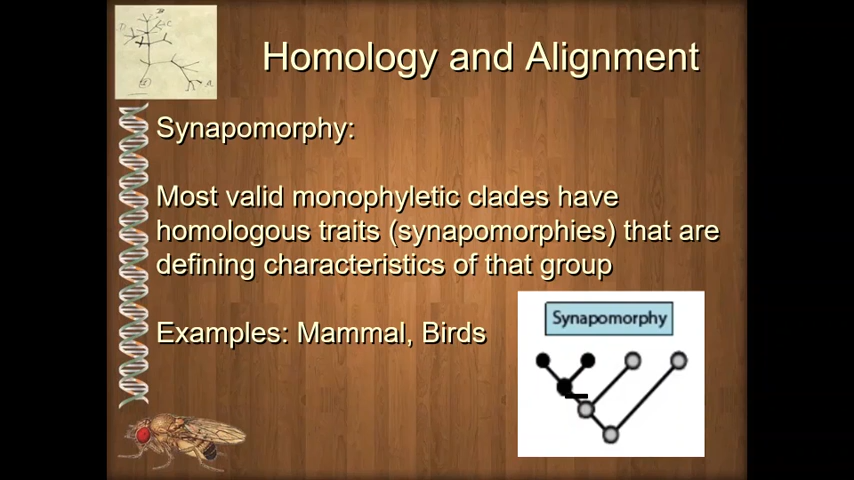 Homology and Alignment
Synapomorphy:
Most valid monophyletic clades have
homologous traits (synapomorphies) that are
defining characteristics of that group
Examples: Mammal, Birds
Synapomorphy